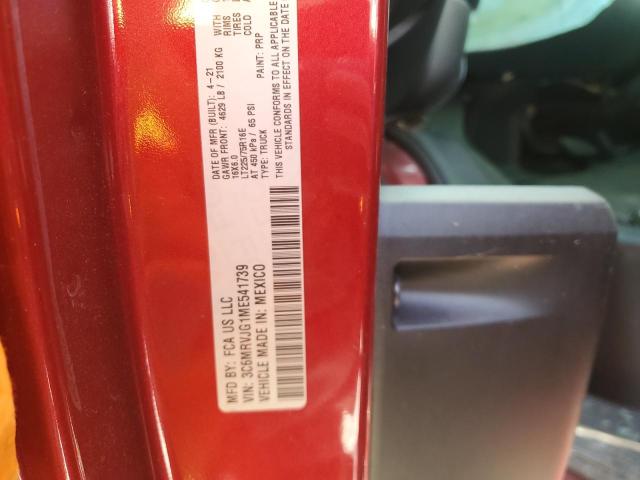 MFD BY: FCA US LLC
DATE OF MFR (BUILT): 4-21
GAWR FRONT: 4629 LB / 2100 KG WITH
16X6.0 RIMS
LT225/75R16E TIRES
AT 450 kPa / 65 PSI COLD
VIN: 3C6MRVJG1ME541739
TYPE: TRUCK PAINT: PRP
VEHICLE MADE IN: MEXICO
THIS VEHICLE CONFORMS TO ALL APPLICABLE
STANDARDS IN EFFECT ON THE DATE